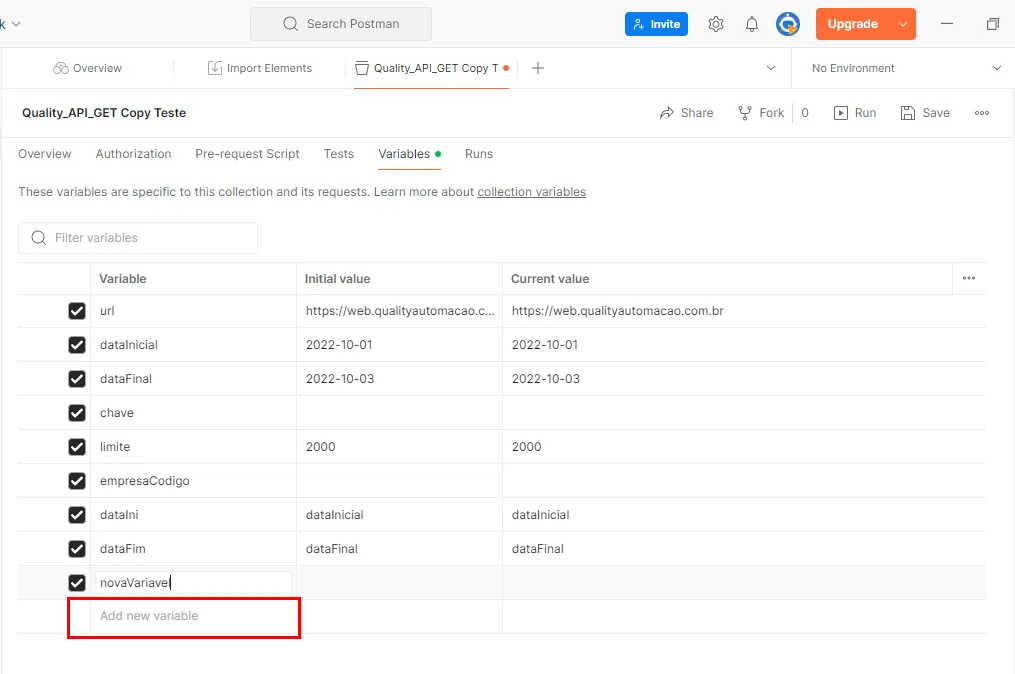 k
Search Postman
Invite
Upgrade
Overview
Import Elements
Quality_API_GET Copy T
No Environment
Quality_API_GET Copy Teste
Share
Fork
0
Run
Save
Overview
Authorization
Pre-request Script
Tests
Variables
Runs
These variables are specific to this collection and its requests. Learn more about collection variables
Filter variables
Variable Initial value Current value
url https://web.qualityautomacao.c... https://web.qualityautomacao.com.br
dataInicial 2022-10-01 2022-10-01
dataFinal 2022-10-03 2022-10-03
chave
limite 2000 2000
empresaCodigo
dataIni dataInicial dataInicial
dataFim dataFinal dataFinal
novaVariavel
Add new variable